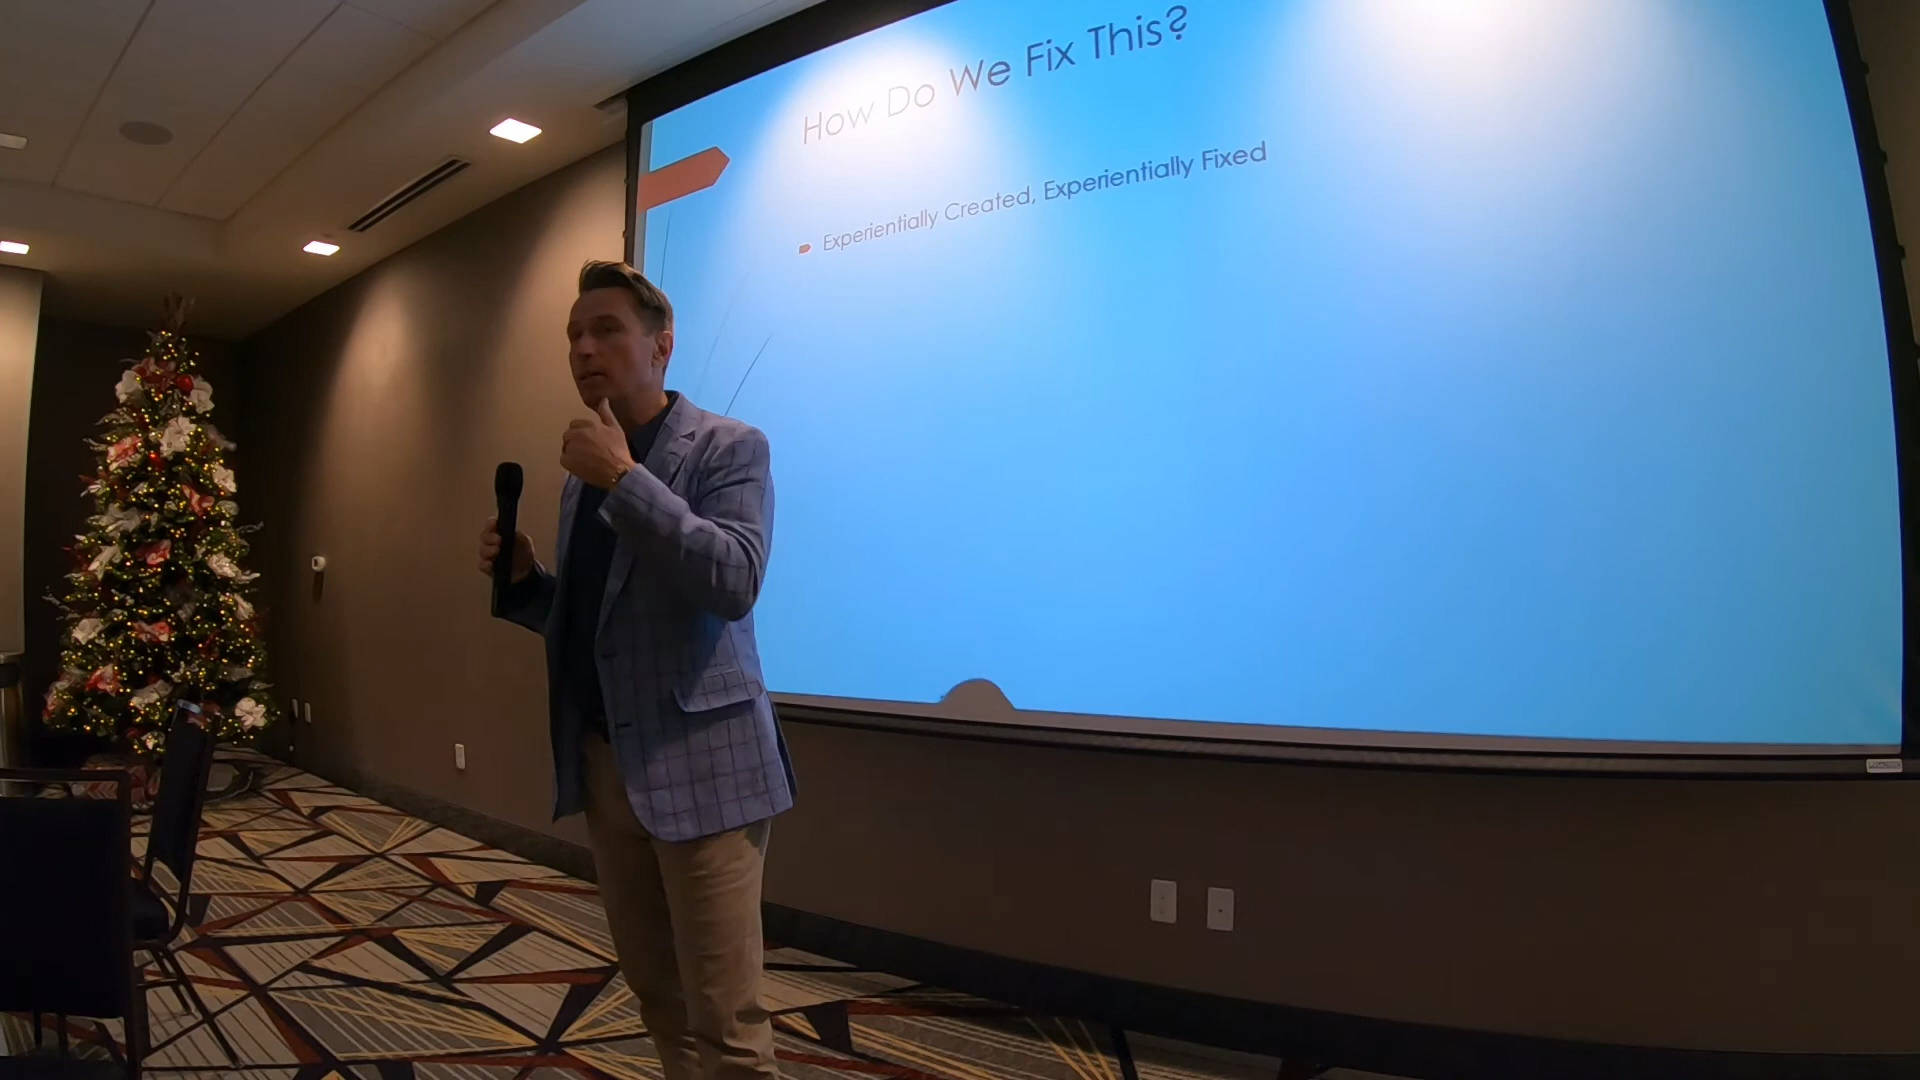 How Do We Fix This?
Experientially Created, Experientially Fixed